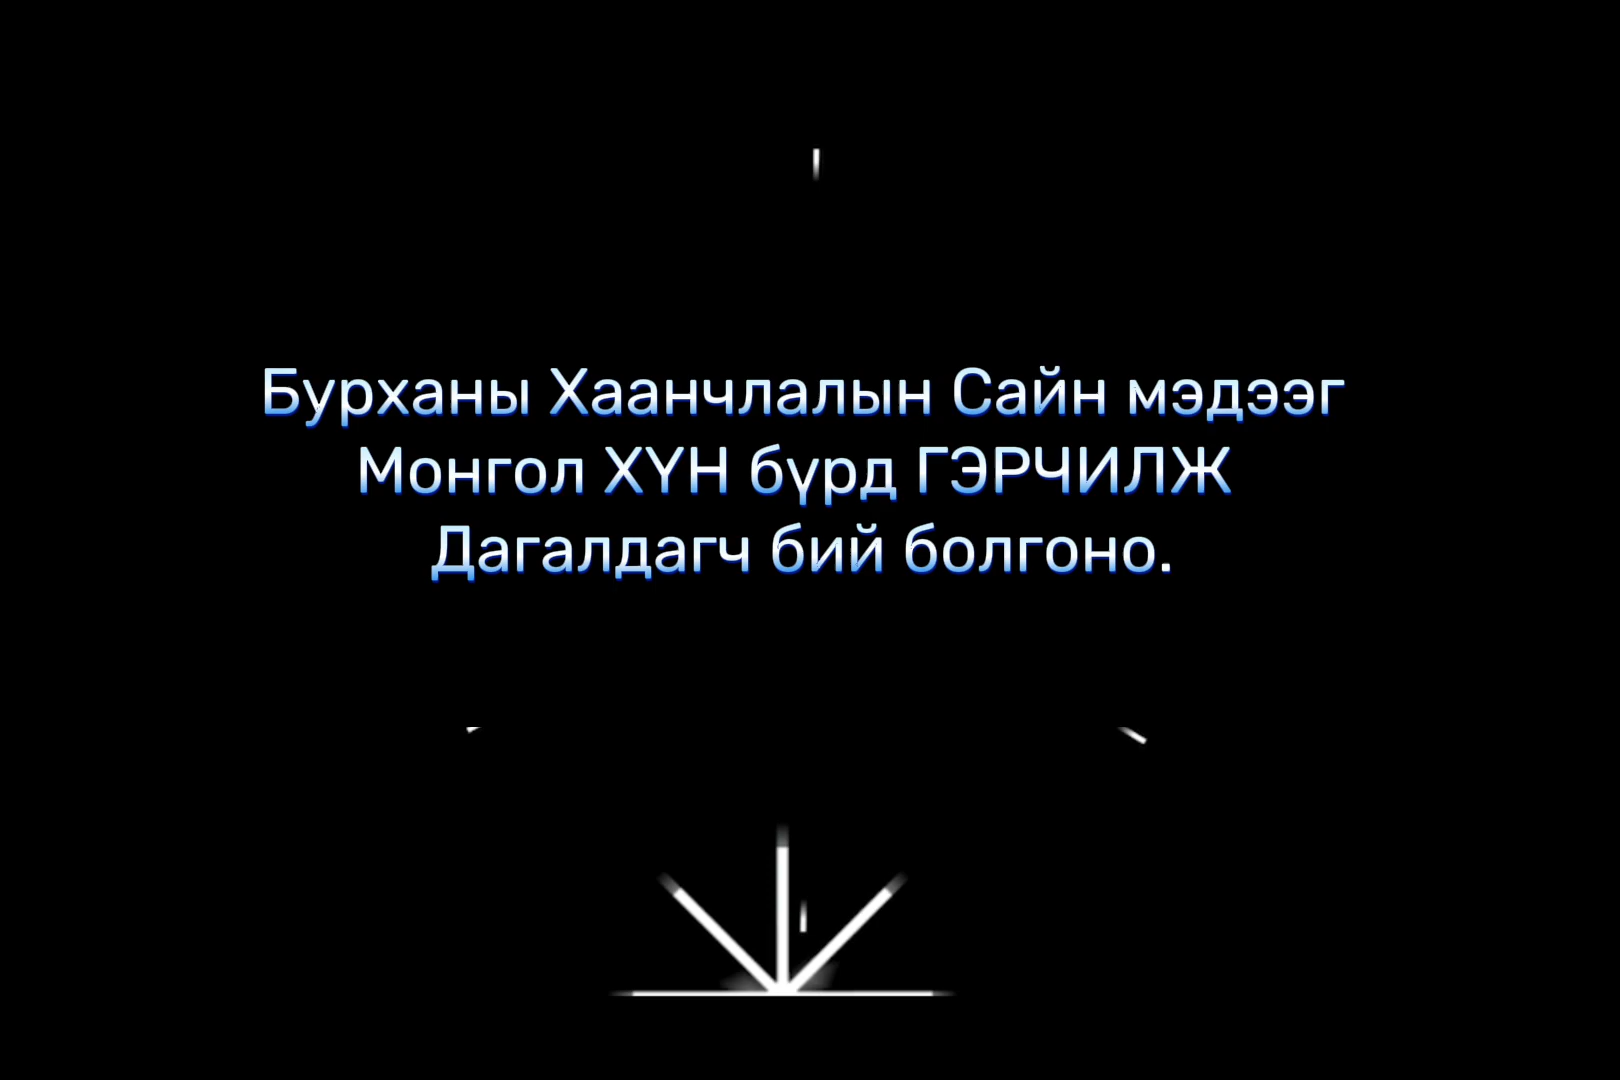 Бурханы Хаанчлалын Сайн мэдээг
Монгол ХҮН бүрд ГЭРЧИЛЖ
Дагалдагч бий болгоно.